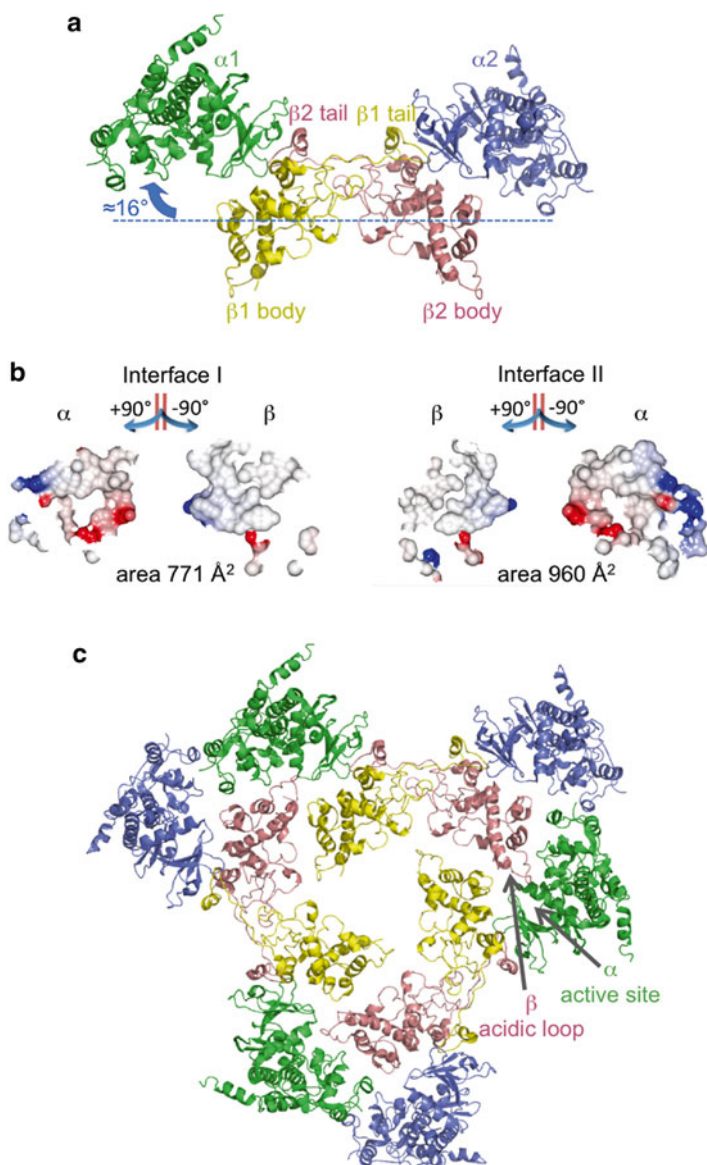 a
α1
α2
β2 tail β1 tail
≈16°
β1 body
β2 body
b
Interface I
Interface II
α +90° -90° β
β +90° -90° α
area 771 Å²
area 960 Å²
c
α
active site
β
acidic loop